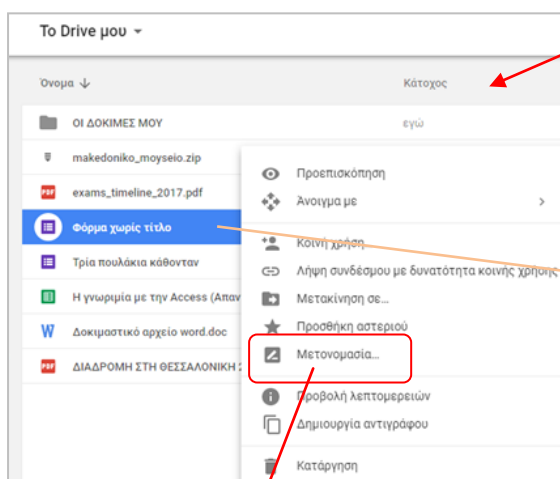 Το Drive μου
Όνομα
Κάτοχος
ΟΙ ΔΟΚΙΜΕΣ ΜΟΥ
εγώ
makedoniko_moyseio.zip
exams_timeline_2017.pdf
Φόρμα χωρίς τίτλο
Τρία πουλάκια κάθονταν
Η γνωριμία με την Access (Απαν
Δοκιμαστικό αρχείο word.doc
ΔΙΑΔΡΟΜΗ ΣΤΗ ΘΕΣΣΑΛΟΝΙΚΗ 2
Προεπισκόπηση
Άνοιγμα με
Κοινή χρήση...
Λήψη συνδέσμου με δυνατότητα κοινής χρήσης
Μετακίνηση σε...
Προσθήκη αστεριού
Μετονομασία...
Προβολή λεπτομερειών
Δημιουργία αντιγράφου
Κατάργηση